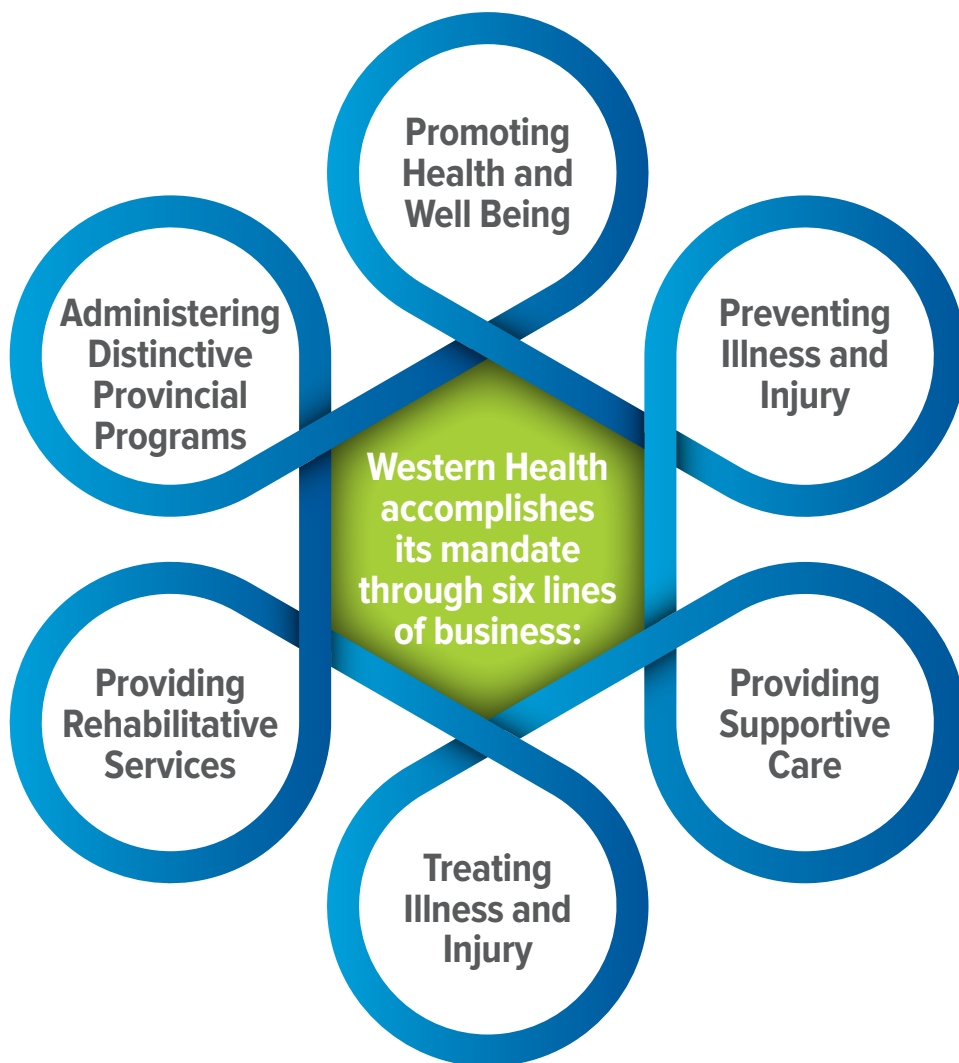 Promoting
Health and
Well Being
Preventing
Illness and
Injury
Providing
Supportive
Care
Treating
Illness and
Injury
Providing
Rehabilitative
Services
Administering
Distinctive
Provincial
Programs
Western Health
accomplishes
its mandate
through six lines
of business: